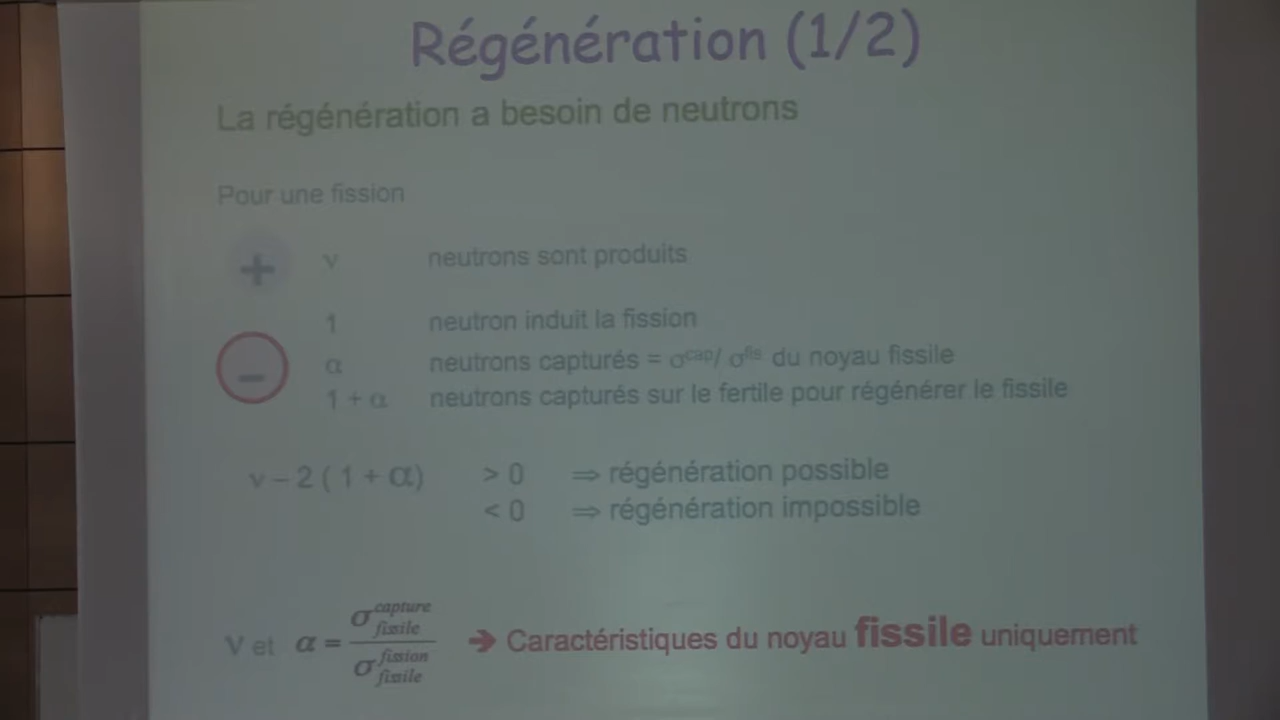 Régénération (1/2)
La régénération a besoin de neutrons
Pour une fission
+ ν neutrons sont produits
1 neutron induit la fission
− α neutrons capturés = σcap/ σfis du noyau fissile
1 + α neutrons capturés sur le fertile pour régénérer le fissile
ν – 2 ( 1 + α) > 0 ⇒ régénération possible
< 0 ⇒ régénération impossible
ν et α = σ capture fissile / σ fission fissile ➔ Caractéristiques du noyau fissile uniquement